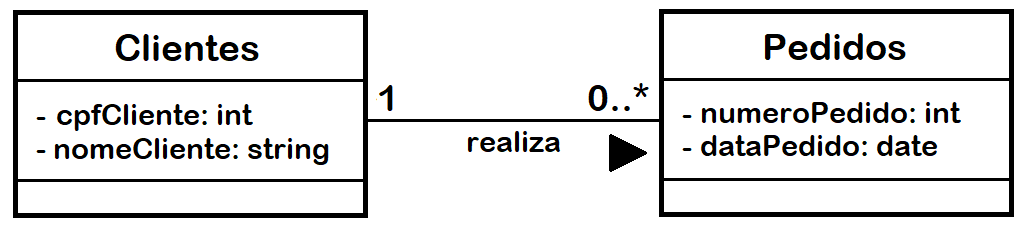 Clientes
- cpfCliente: int
- nomeCliente: string
1
0..*
realiza
Pedidos
- numeroPedido: int
- dataPedido: date